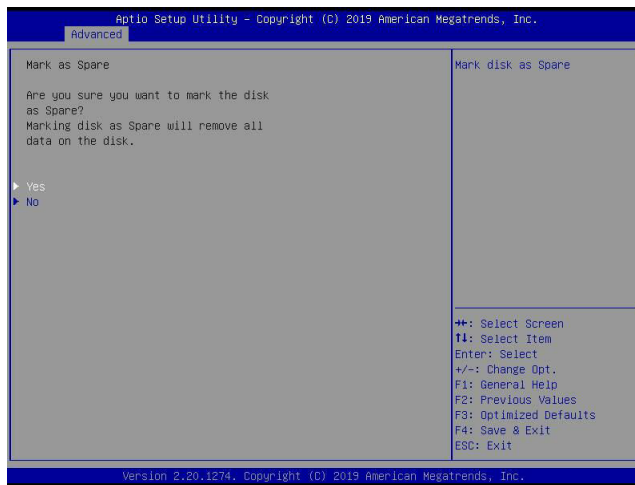 Aptio Setup Utility – Copyright (C) 2019 American Megatrends, Inc.
Advanced
Mark as Spare
Are you sure you want to mark the disk
as Spare?
Marking disk as Spare will remove all
data on the disk.
▶ Yes
▶ No
Mark disk as Spare
→←: Select Screen
↑↓: Select Item
Enter: Select
+/-: Change Opt.
F1: General Help
F2: Previous Values
F3: Optimized Defaults
F4: Save & Exit
ESC: Exit
Version 2.20.1274. Copyright (C) 2019 American Megatrends, Inc.